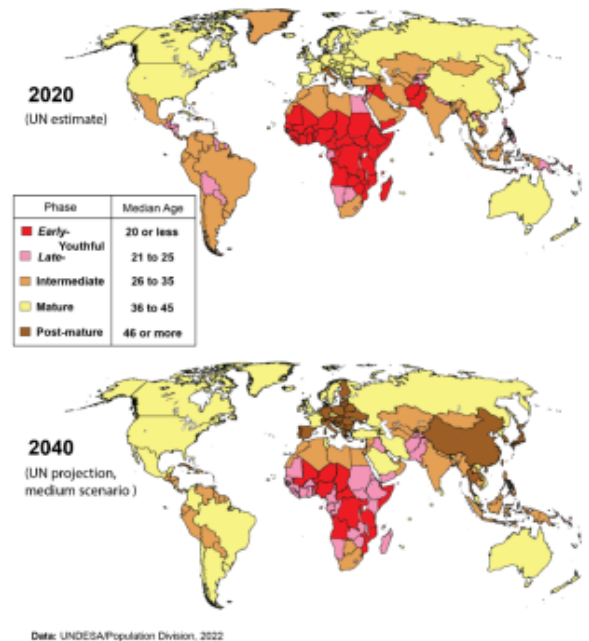 2020
(UN estimate)
Phase Median Age
Early- 20 or less
Youthful
Late- 21 to 25
Intermediate 26 to 35
Mature 36 to 45
Post-mature 46 or more
2040
(UN projection,
medium scenario )
Data: UNDESA/Population Division, 2022